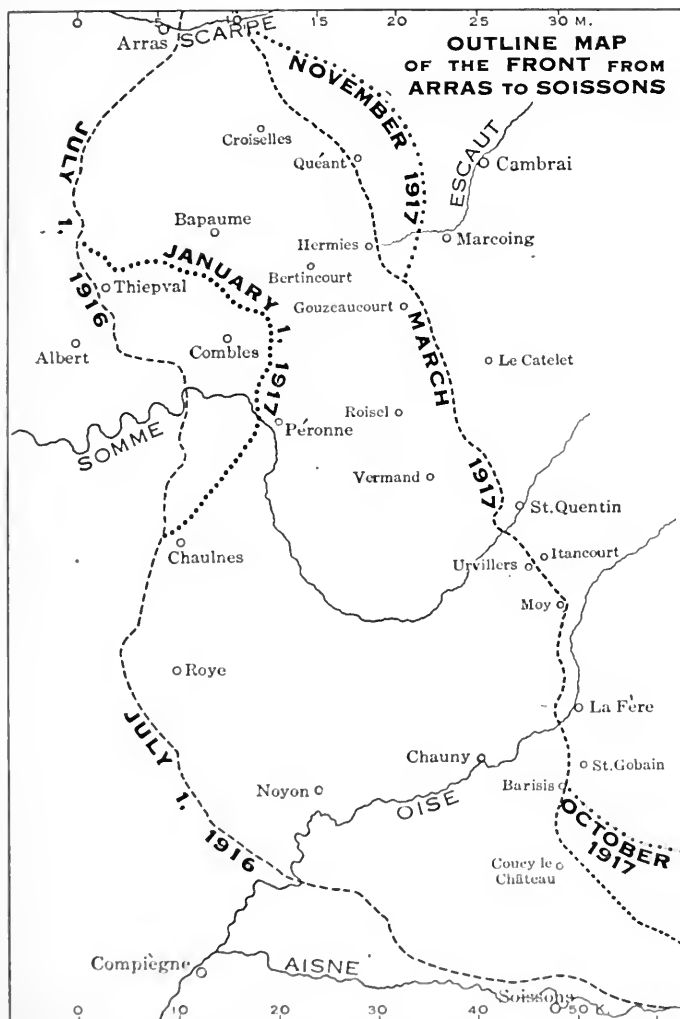 0 5 10 15 20 25 30 M.
Arras
SCARPE
OUTLINE MAP
OF THE FRONT FROM
ARRAS TO SOISSONS
NOVEMBER 1917
JULY 1, 1916
Croiselles
Quéant
ESCAUT
Cambrai
Bapaume
Hermies
Marcoing
JANUARY 1, 1917
Bertincourt
Thiepval
Gouzeaucourt
MARCH 1917
Albert
Combles
Le Catelet
Roisel
Péronne
SOMME
Vermand
St.Quentin
Chaulnes
Itancourt
Urvillers
Moy
Roye
La Fère
JULY 1, 1916
Chauny
St.Gobain
Noyon
Barisis
OISE
OCTOBER
1917
Coucy le
Château
Compiègne
AISNE
Soissons
0 10 20 30 40 50 K.